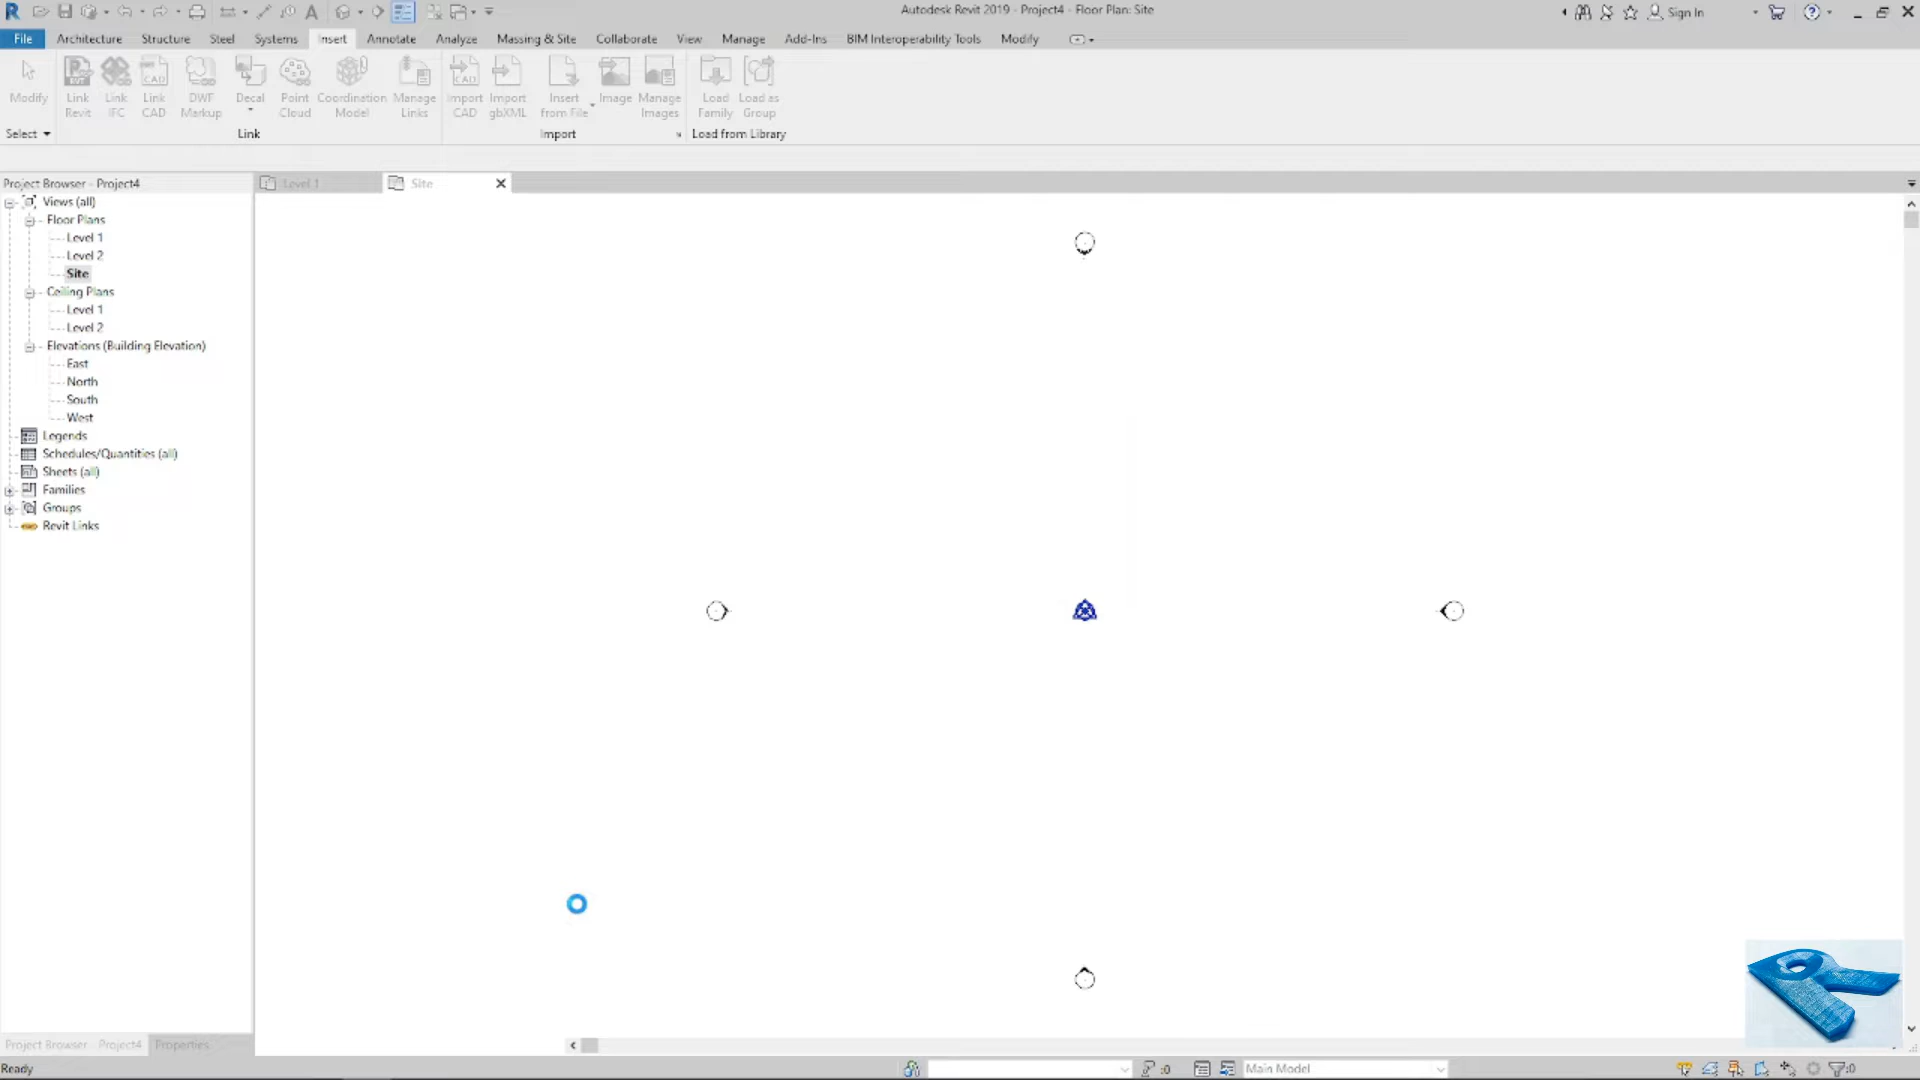 Autodesk Revit 2019 - Project4 - Floor Plan: Site
Sign In
File Architecture Structure Steel Systems Insert Annotate Analyze Massing & Site Collaborate View Manage Add-Ins BIM Interoperability Tools Modify
Modify
Link Revit
Link IFC
Link CAD
DWF Markup
Decal
Point Cloud
Coordination Model
Manage Links
Import CAD
Import gbXML
Insert from File
Image
Manage Images
Load Family
Load as Group
Select
Link
Import
Load from Library
Project Browser - Project4
Level 1
Site
Views (all)
Floor Plans
Level 1
Level 2
Site
Ceiling Plans
Level 1
Level 2
Elevations (Building Elevation)
East
North
South
West
Legends
Schedules/Quantities (all)
Sheets (all)
Families
Groups
Revit Links
Project Browser - Project4
Properties
Ready
:0
Main Model
:0